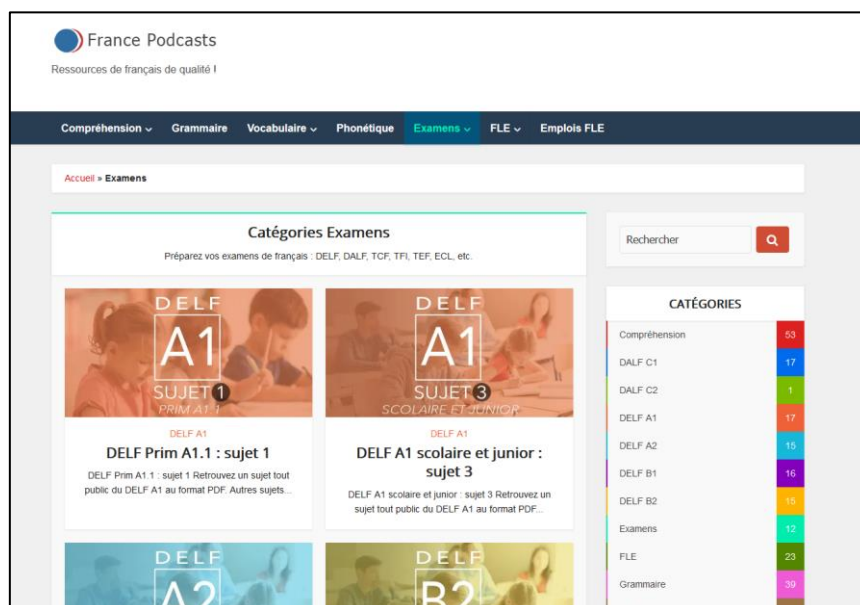 France Podcasts
Ressources de français de qualité !
Compréhension Grammaire Vocabulaire Phonétique Examens FLE Emplois FLE
Accueil » Examens
Catégories Examens
Préparez vos examens de français : DELF, DALF, TCF, TFI, TEF, ECL, etc.
DELF
A1
SUJET 1
PRIM A1.1
DELF A1
DELF Prim A1.1 : sujet 1
DELF Prim A1.1 : sujet 1 Retrouvez un sujet tout
public du DELF A1 au format PDF. Autres sujets...
DELF
A1
SUJET 3
SCOLAIRE ET JUNIOR
DELF A1
DELF A1 scolaire et junior :
sujet 3
DELF A1 scolaire et junior : sujet 3 Retrouvez un
sujet tout public du DELF A1 au format PDF...
DELF
A2
DELF
B2
Rechercher
CATÉGORIES
Compréhension 53
DALF C1 17
DALF C2 1
DELF A1 17
DELF A2 15
DELF B1 16
DELF B2 15
Examens 12
FLE 23
Grammaire 39